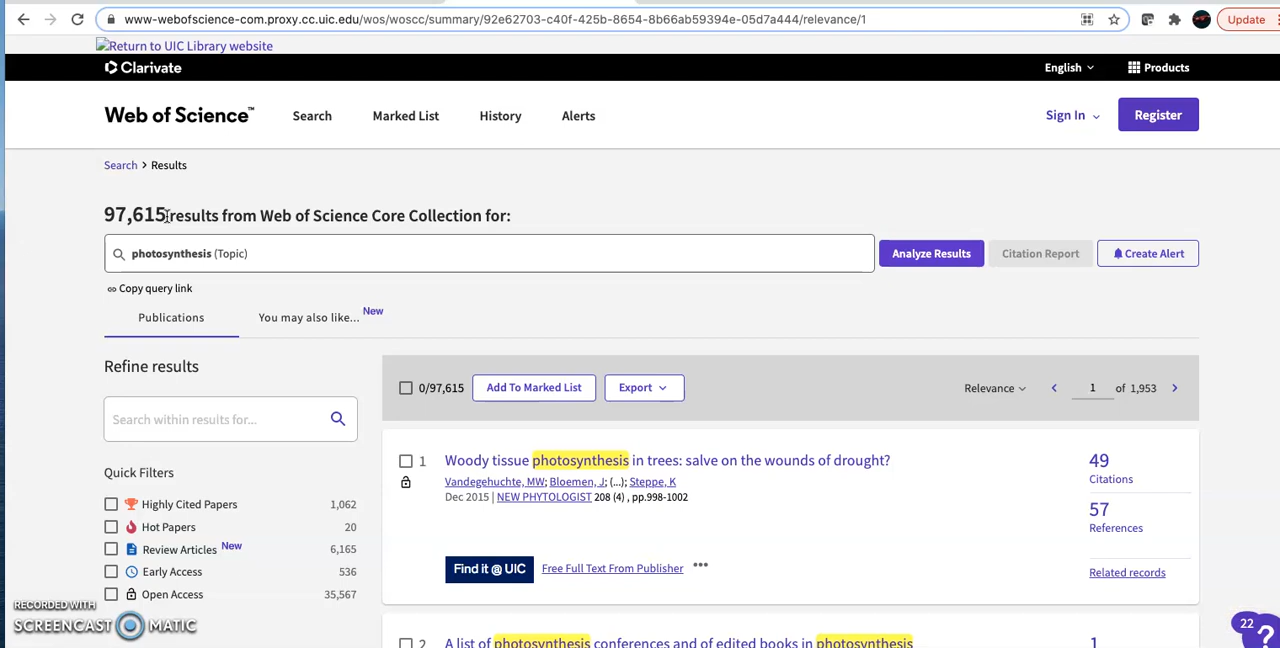 www-webofscience-com.proxy.cc.uic.edu/wos/woscc/summary/92e62703-c40f-425b-8654-8b66ab59394e-05d7a444/relevance/1
Update
Return to UIC Library website
Clarivate
English
Products
Web of Science™
Search
Marked List
History
Alerts
Sign In
Register
Search > Results
97,615 results from Web of Science Core Collection for:
photosynthesis (Topic)
Analyze Results
Citation Report
Create Alert
Copy query link
Publications
You may also like...
New
Refine results
0/97,615
Add To Marked List
Export
Relevance
1 of 1,953
Search within results for...
Quick Filters
Highly Cited Papers 1,062
Hot Papers 20
Review Articles New 6,165
Early Access 536
Open Access 35,567
1 Woody tissue photosynthesis in trees: salve on the wounds of drought?
Vandegehuchte, MW; Bloemen, J; (...); Steppe, K
Dec 2015 | NEW PHYTOLOGIST 208 (4) , pp.998-1002
49
Citations
57
References
Find it @ UIC
Free Full Text From Publisher
•••
Related records
2 A list of photosynthesis conferences and of edited books in photosynthesis
1
RECORDED WITH
SCREENCAST MATIC
22
?